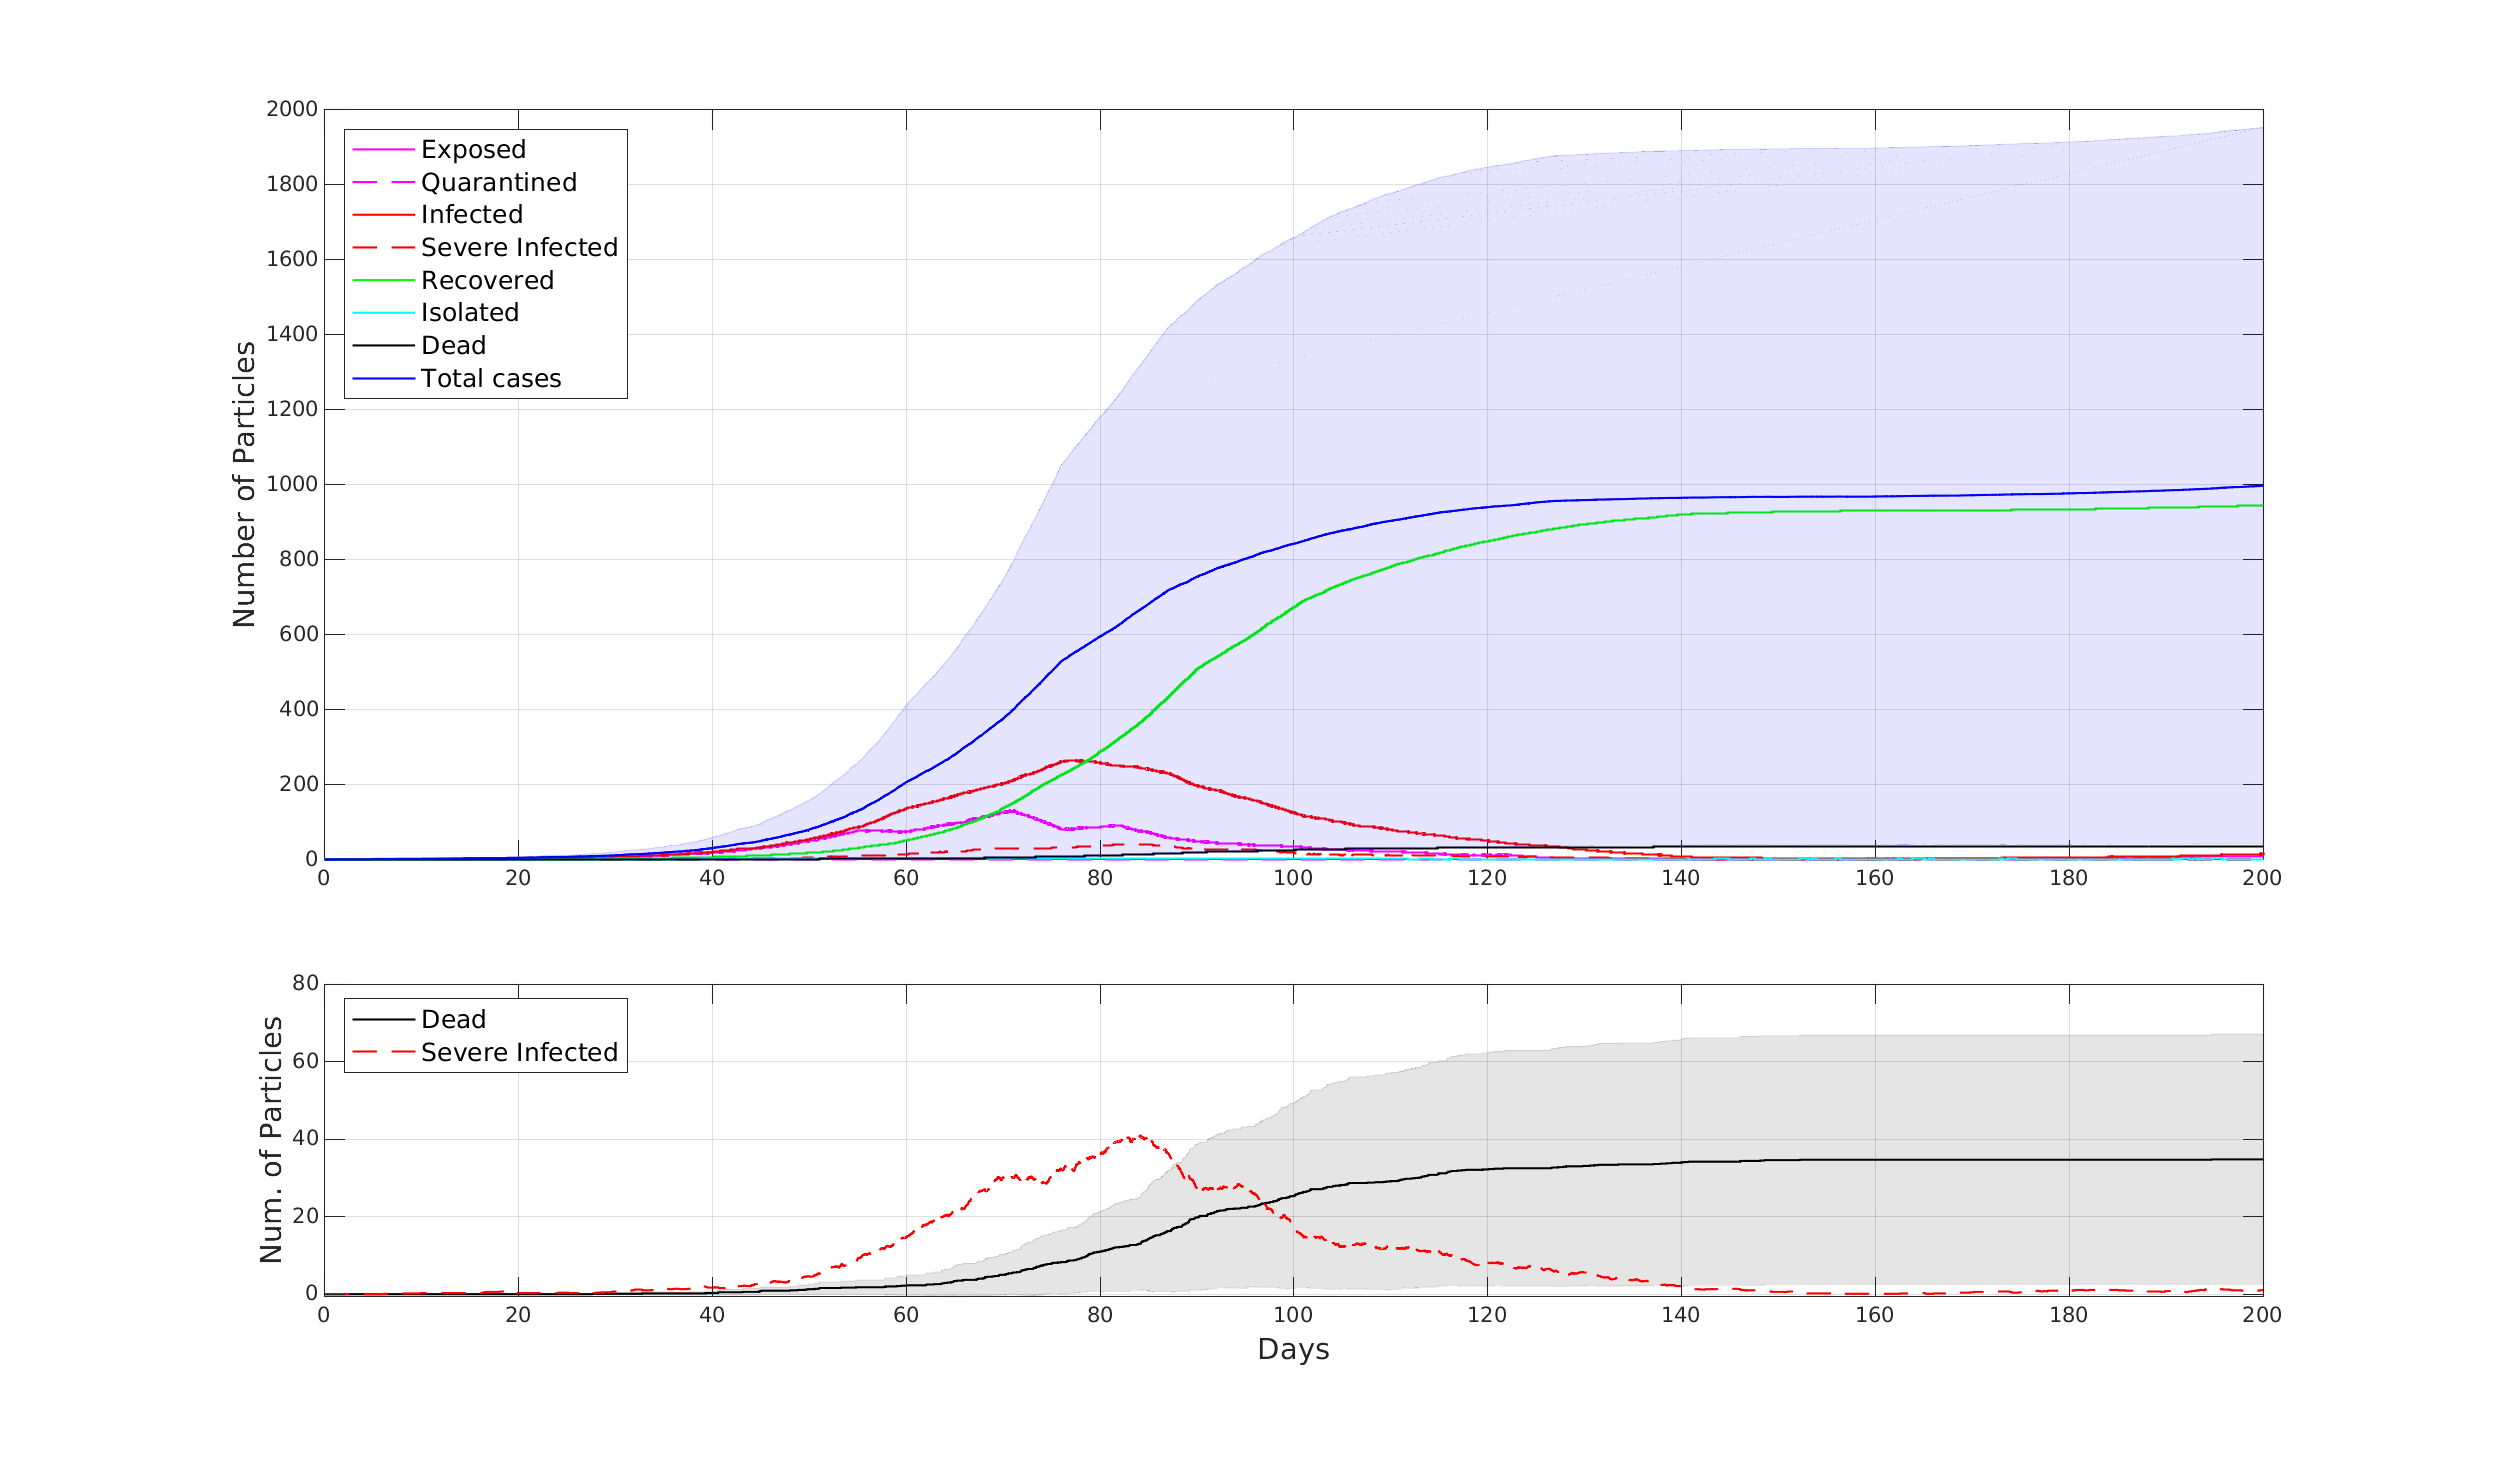 2000
1800
1600
1400
1200
1000
800
600
400
200
0
Number of Particles
Exposed
Quarantined
Infected
Severe Infected
Recovered
Isolated
Dead
Total cases
0 20 40 60 80 100 120 140 160 180 200
80
60
40
20
0
Num. of Particles
Dead
Severe Infected
0 20 40 60 80 100 120 140 160 180 200
Days